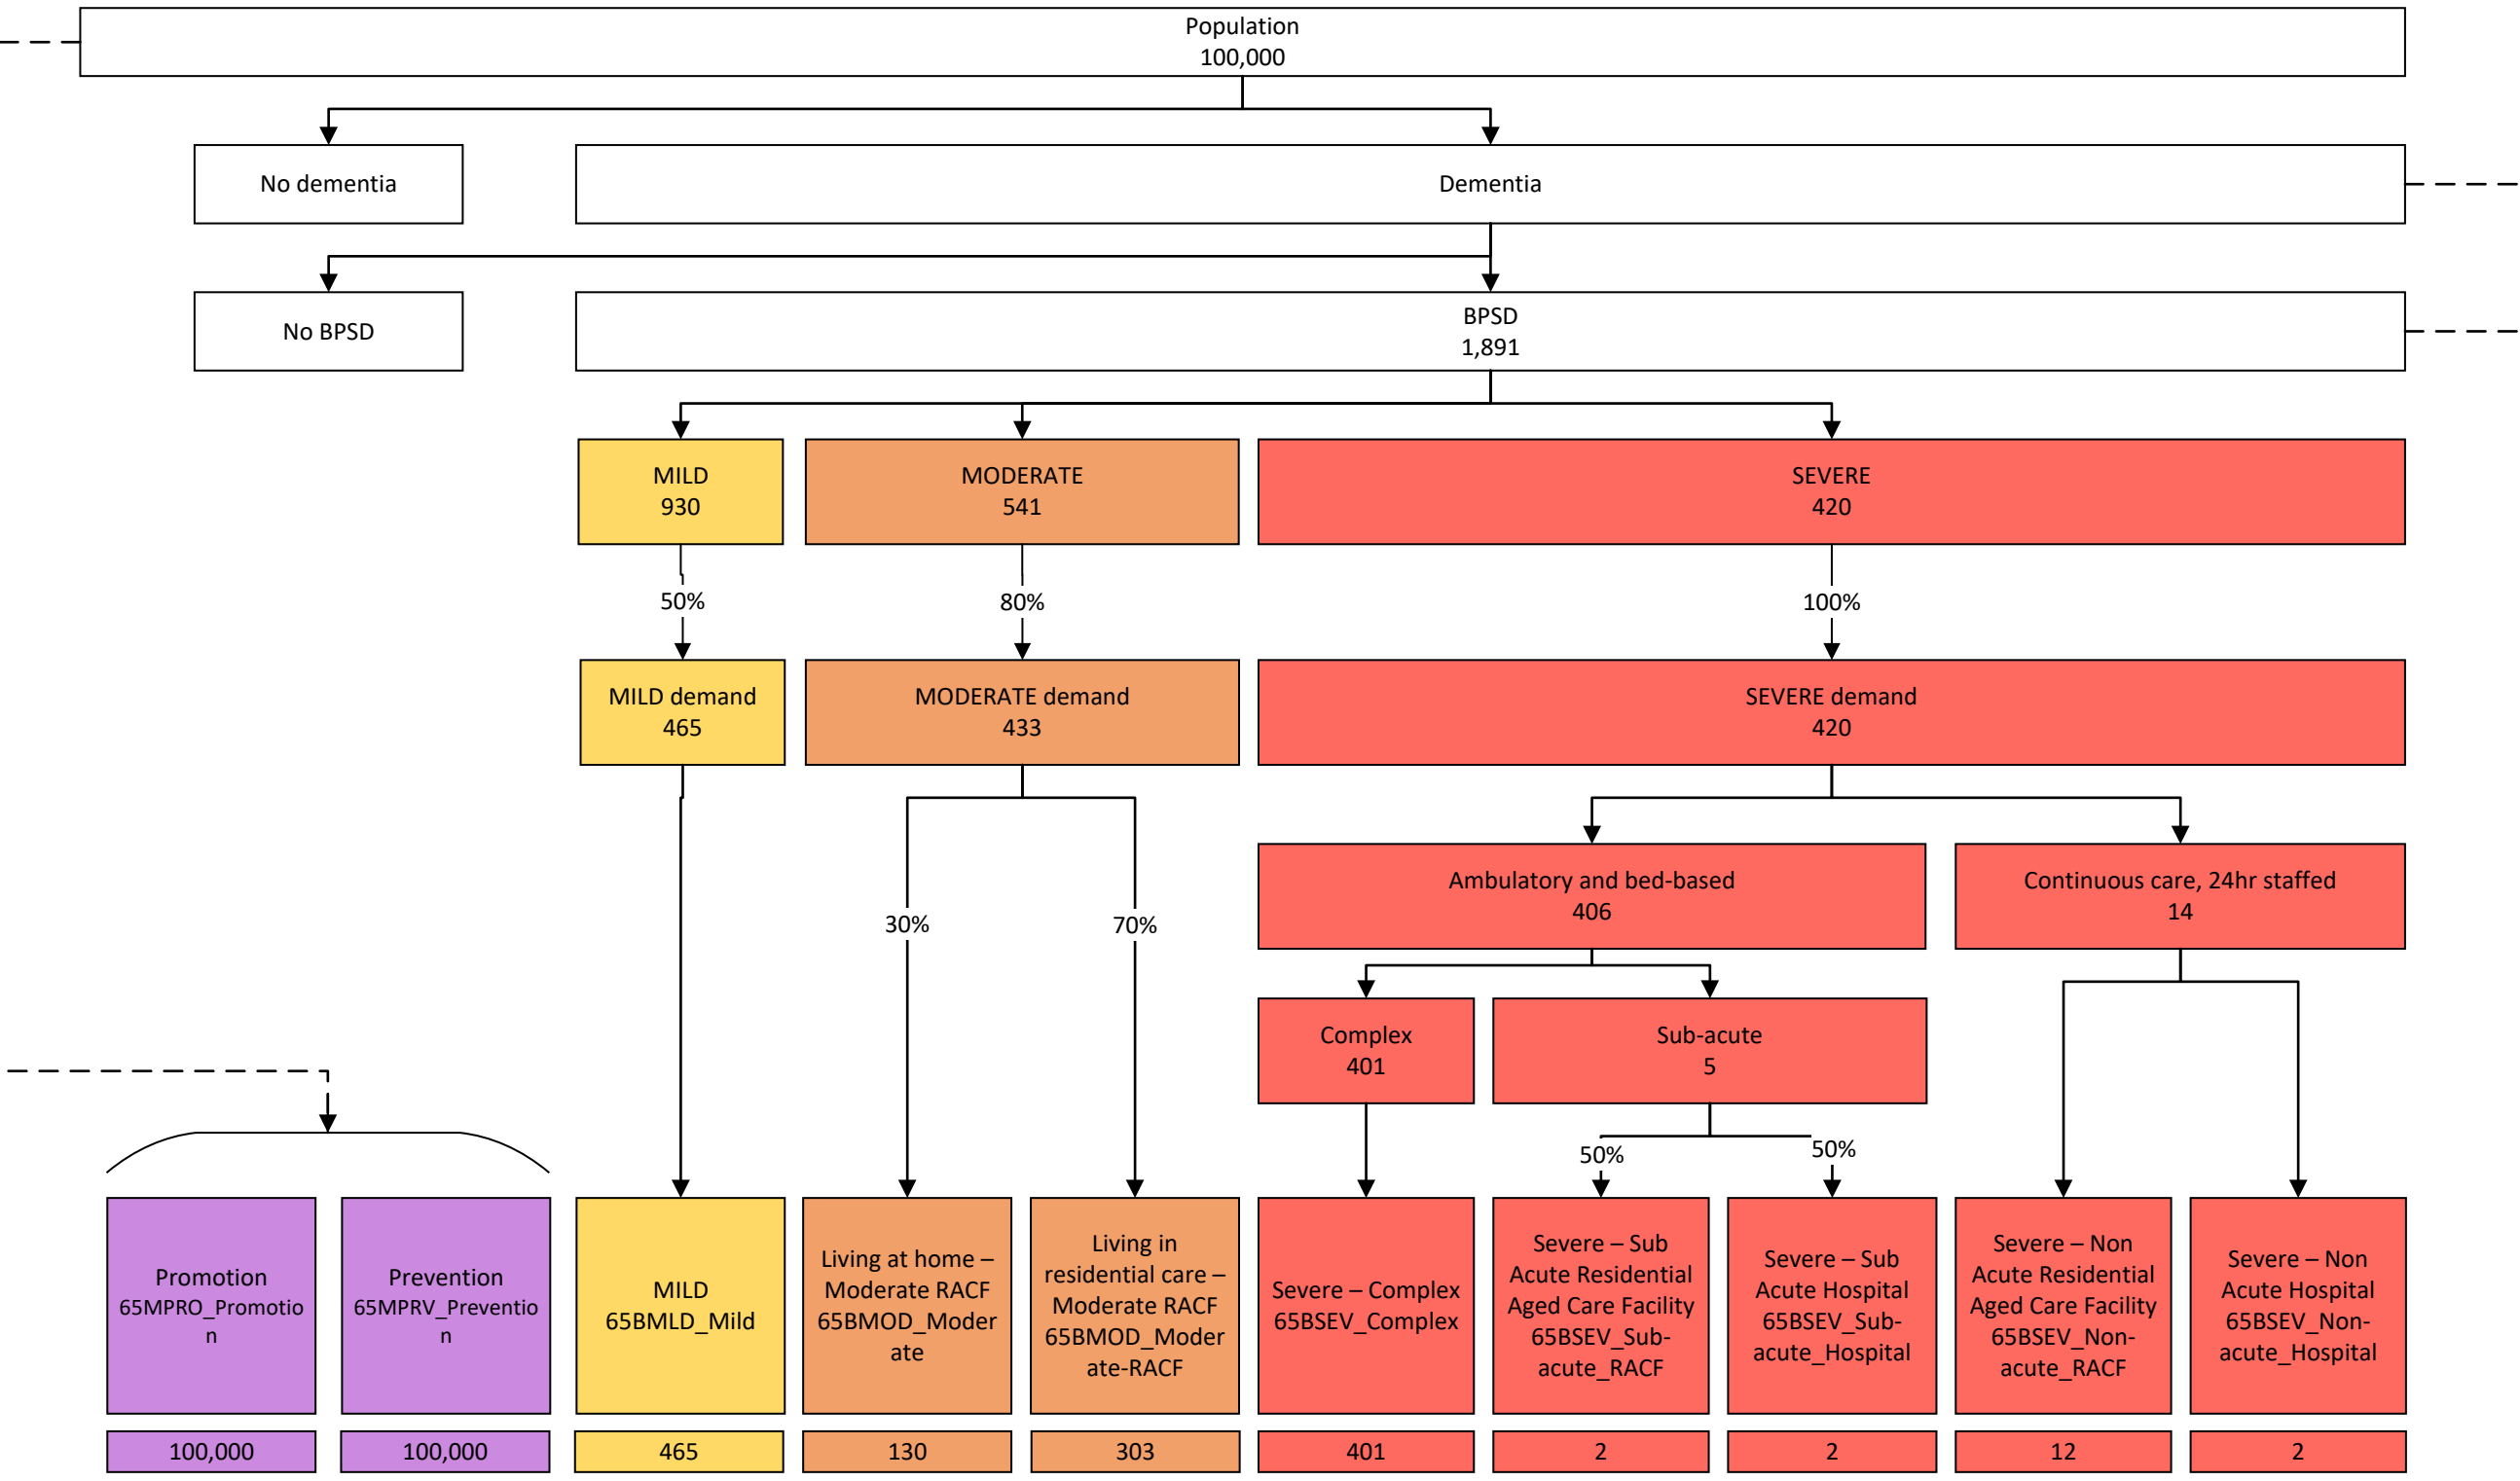 Population
100,000
No dementia
Dementia
No BPSD
BPSD
1,891
MILD
930
MODERATE
541
SEVERE
420
50%
80%
100%
MILD demand
465
MODERATE demand
433
SEVERE demand
420
Ambulatory and bed-based
406
Continuous care, 24hr staffed
14
30%
70%
Complex
401
Sub-acute
5
50%
50%
Promotion
65MPRO_Promotio
n
Prevention
65MPRV_Preventio
n
MILD
65BMLD_Mild
Living at home –
Moderate RACF
65BMOD_Moder
ate
Living in
residential care –
Moderate RACF
65BMOD_Moder
ate-RACF
Severe – Complex
65BSEV_Complex
Severe – Sub
Acute Residential
Aged Care Facility
65BSEV_Sub-
acute_RACF
Severe – Sub
Acute Hospital
65BSEV_Sub-
acute_Hospital
Severe – Non
Acute Residential
Aged Care Facility
65BSEV_Non-
acute_RACF
Severe – Non
Acute Hospital
65BSEV_Non-
acute_Hospital
100,000
100,000
465
130
303
401
2
2
12
2